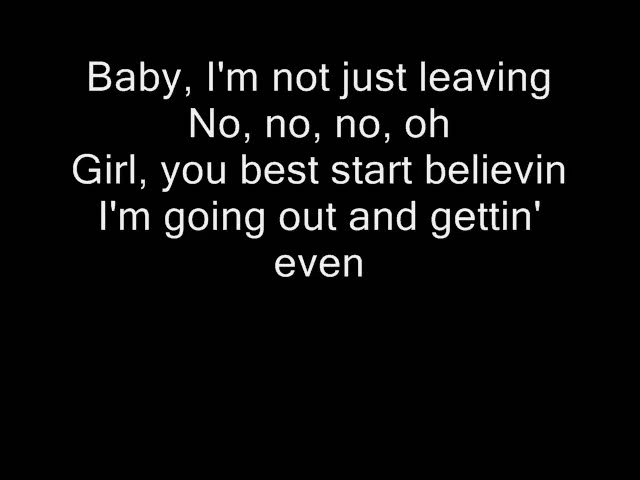 Baby, I'm not just leaving
No, no, no, oh
Girl, you best start believin
I'm going out and gettin'
even